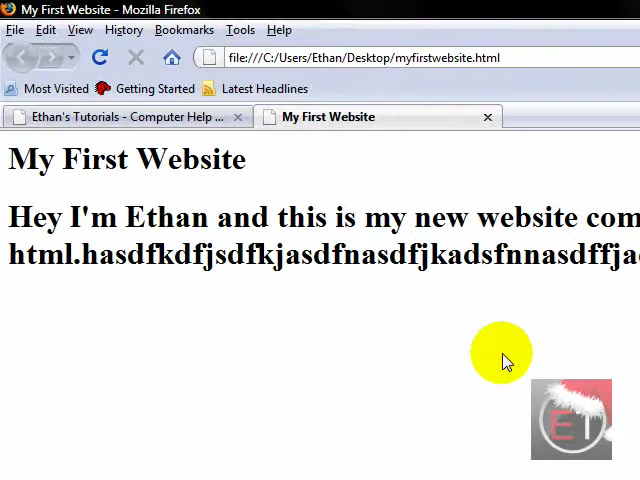 My First Website - Mozilla Firefox
File Edit View History Bookmarks Tools Help
file:///C:/Users/Ethan/Desktop/myfirstwebsite.html
Most Visited Getting Started Latest Headlines
Ethan's Tutorials - Computer Help ... My First Website
My First Website
Hey I'm Ethan and this is my new website com
html.hasdfkdfjsdfkjasdfnasdfjkadsfnnasdffja
ET